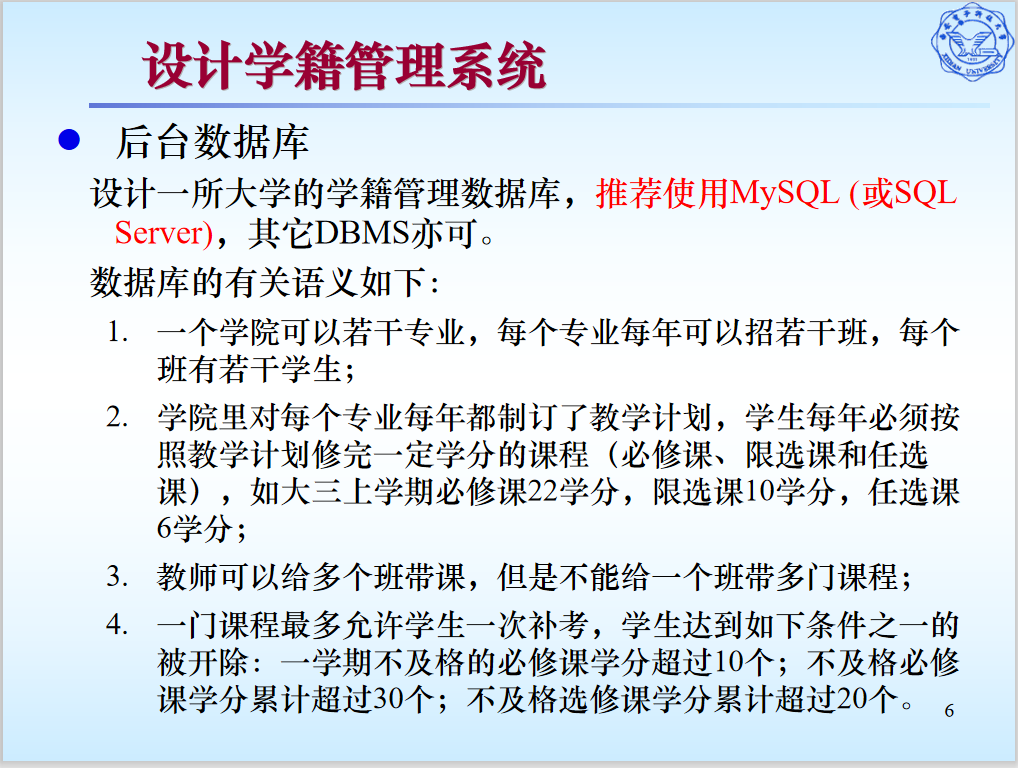 设计学籍管理系统
XIDIAN UNIVERSITY
● 后台数据库
设计一所大学的学籍管理数据库，推荐使用MySQL (或SQL
Server)，其它DBMS亦可。
数据库的有关语义如下：
1. 一个学院可以若干专业，每个专业每年可以招若干班，每个
班有若干学生；
2. 学院里对每个专业每年都制订了教学计划，学生每年必须按
照教学计划修完一定学分的课程（必修课、限选课和任选
课），如大三上学期必修课22学分，限选课10学分，任选课
6学分；
3. 教师可以给多个班带课，但是不能给一个班带多门课程；
4. 一门课程最多允许学生一次补考，学生达到如下条件之一的
被开除：一学期不及格的必修课学分超过10个；不及格必修
课学分累计超过30个；不及格选修课学分累计超过20个。
6